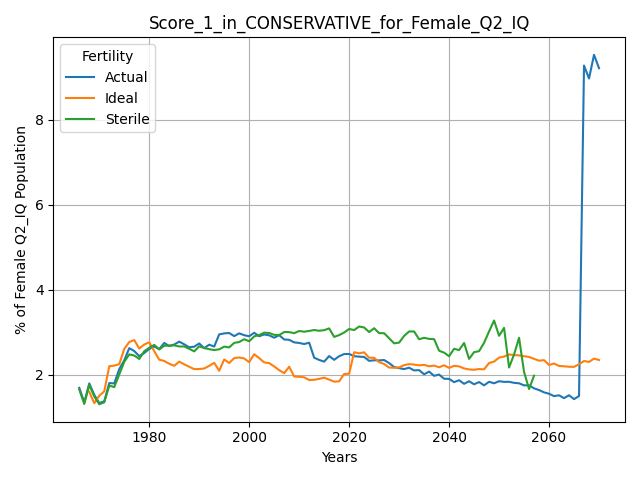 Score_1_in_CONSERVATIVE_for_Female_Q2_IQ
Fertility
Actual
Ideal
Sterile
% of Female Q2_IQ Population
8
6
4
2
1980 2000 2020 2040 2060
Years